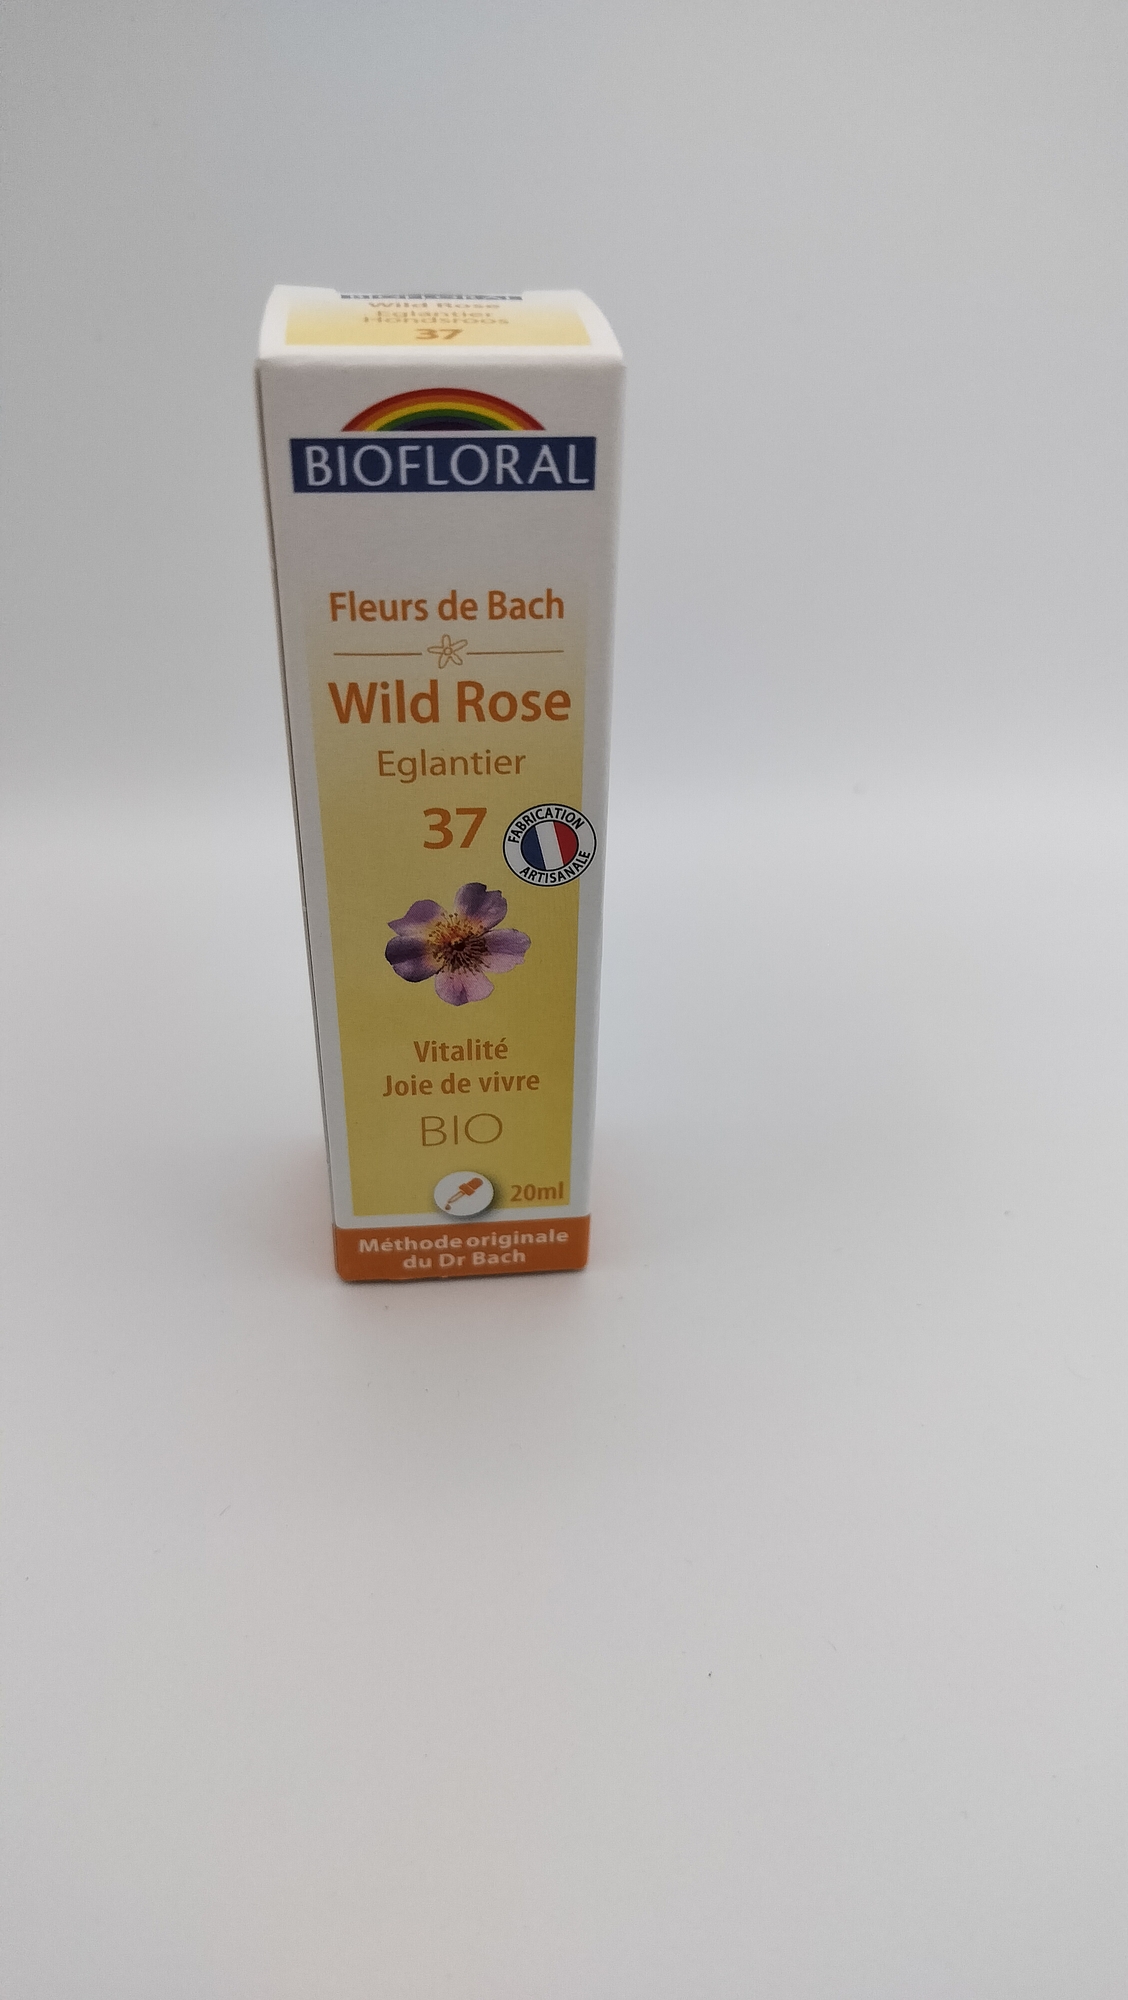 BIOFLORAL
Wild Rose
Eglantier
Hondsroos
37
BIOFLORAL
Fleurs de Bach
Wild Rose
Eglantier
37
FABRICATION
ARTISANALE
Vitalité
Joie de vivre
BIO
20ml
Méthode originale
du Dr Bach